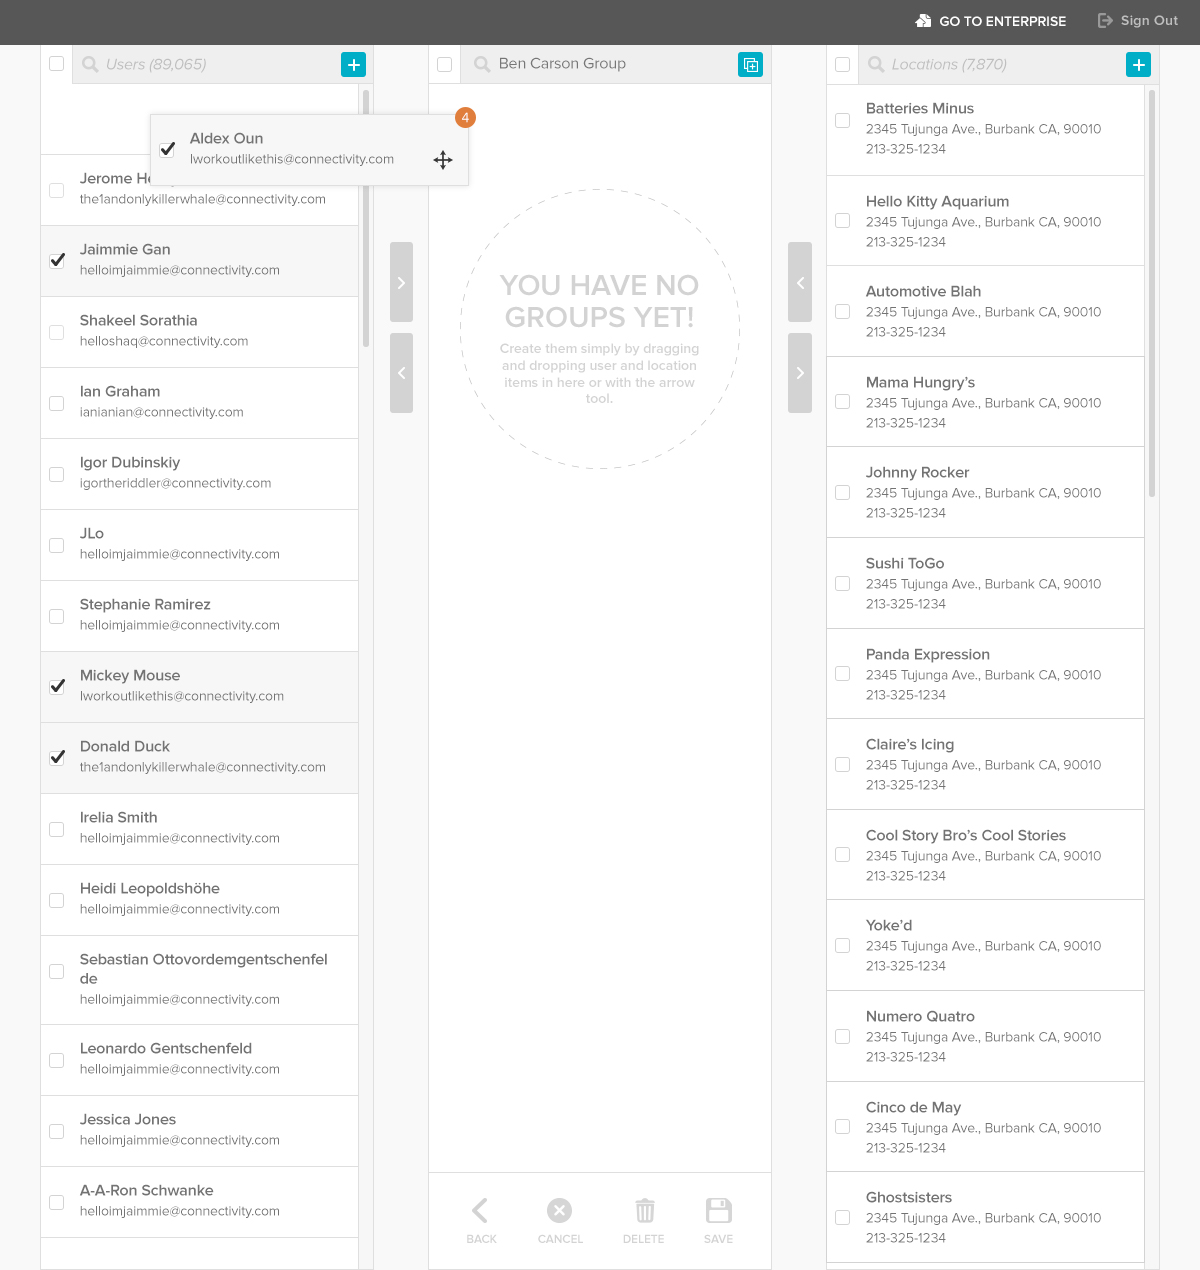 GO TO ENTERPRISE
Sign Out
Users (89,065)
4
Aldex Oun
lworkoutlikethis@connectivity.com
Jerome He
the1andonlykillerwhale@connectivity.com
Jaimmie Gan
helloimjaimmie@connectivity.com
Shakeel Sorathia
helloshaq@connectivity.com
Ian Graham
ianianian@connectivity.com
Igor Dubinskiy
igortheriddler@connectivity.com
JLo
helloimjaimmie@connectivity.com
Stephanie Ramirez
helloimjaimmie@connectivity.com
Mickey Mouse
lworkoutlikethis@connectivity.com
Donald Duck
the1andonlykillerwhale@connectivity.com
Irelia Smith
helloimjaimmie@connectivity.com
Heidi Leopoldshöhe
helloimjaimmie@connectivity.com
Sebastian Ottovordemgentschenfel
de
helloimjaimmie@connectivity.com
Leonardo Gentschenfeld
helloimjaimmie@connectivity.com
Jessica Jones
helloimjaimmie@connectivity.com
A-A-Ron Schwanke
helloimjaimmie@connectivity.com
Ben Carson Group
YOU HAVE NO
GROUPS YET!
Create them simply by dragging
and dropping user and location
items in here or with the arrow
tool.
BACK
CANCEL
DELETE
SAVE
Locations (7,870)
Batteries Minus
2345 Tujunga Ave., Burbank CA, 90010
213-325-1234
Hello Kitty Aquarium
2345 Tujunga Ave., Burbank CA, 90010
213-325-1234
Automotive Blah
2345 Tujunga Ave., Burbank CA, 90010
213-325-1234
Mama Hungry's
2345 Tujunga Ave., Burbank CA, 90010
213-325-1234
Johnny Rocker
2345 Tujunga Ave., Burbank CA, 90010
213-325-1234
Sushi ToGo
2345 Tujunga Ave., Burbank CA, 90010
213-325-1234
Panda Expression
2345 Tujunga Ave., Burbank CA, 90010
213-325-1234
Claire's Icing
2345 Tujunga Ave., Burbank CA, 90010
213-325-1234
Cool Story Bro's Cool Stories
2345 Tujunga Ave., Burbank CA, 90010
213-325-1234
Yoke'd
2345 Tujunga Ave., Burbank CA, 90010
213-325-1234
Numero Quatro
2345 Tujunga Ave., Burbank CA, 90010
213-325-1234
Cinco de May
2345 Tujunga Ave., Burbank CA, 90010
213-325-1234
Ghostsisters
2345 Tujunga Ave., Burbank CA, 90010
213-325-1234